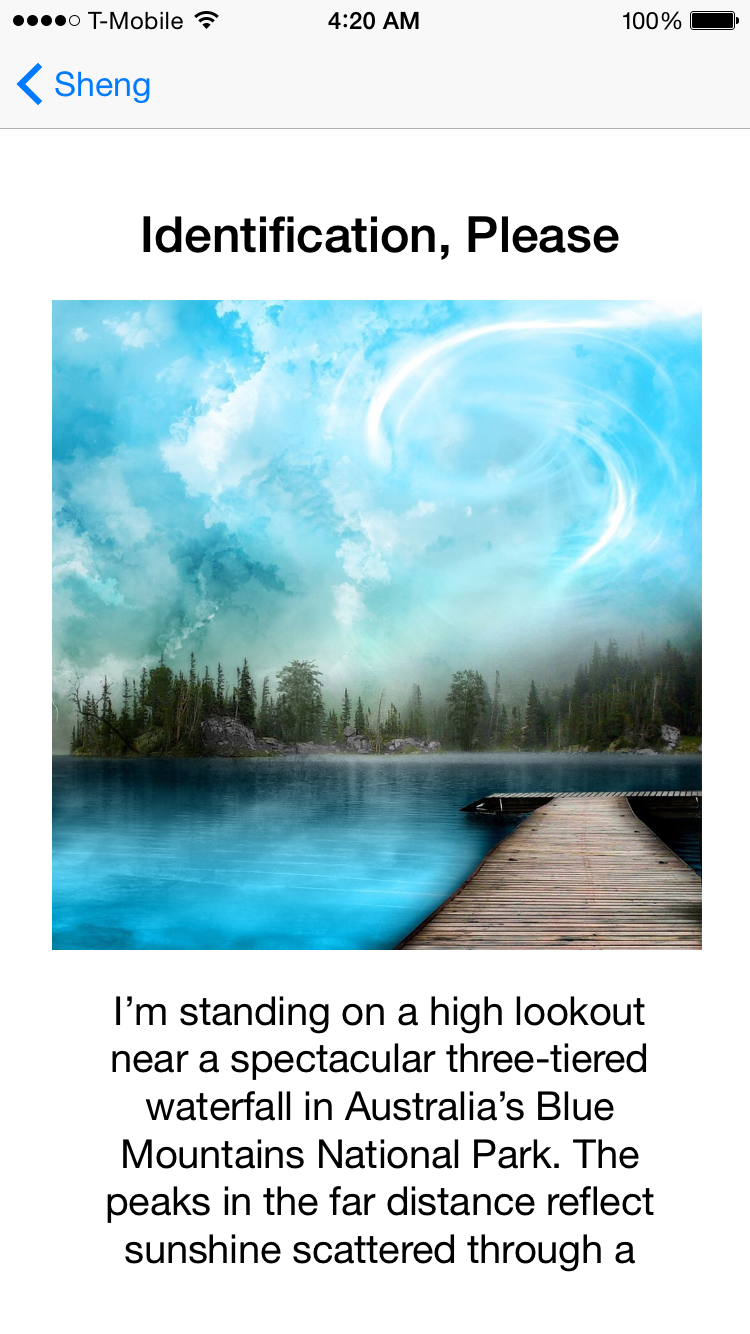 T-Mobile 4:20 AM 100%
Sheng
Identification, Please
I’m standing on a high lookout
near a spectacular three-tiered
waterfall in Australia’s Blue
Mountains National Park. The
peaks in the far distance reflect
sunshine scattered through a